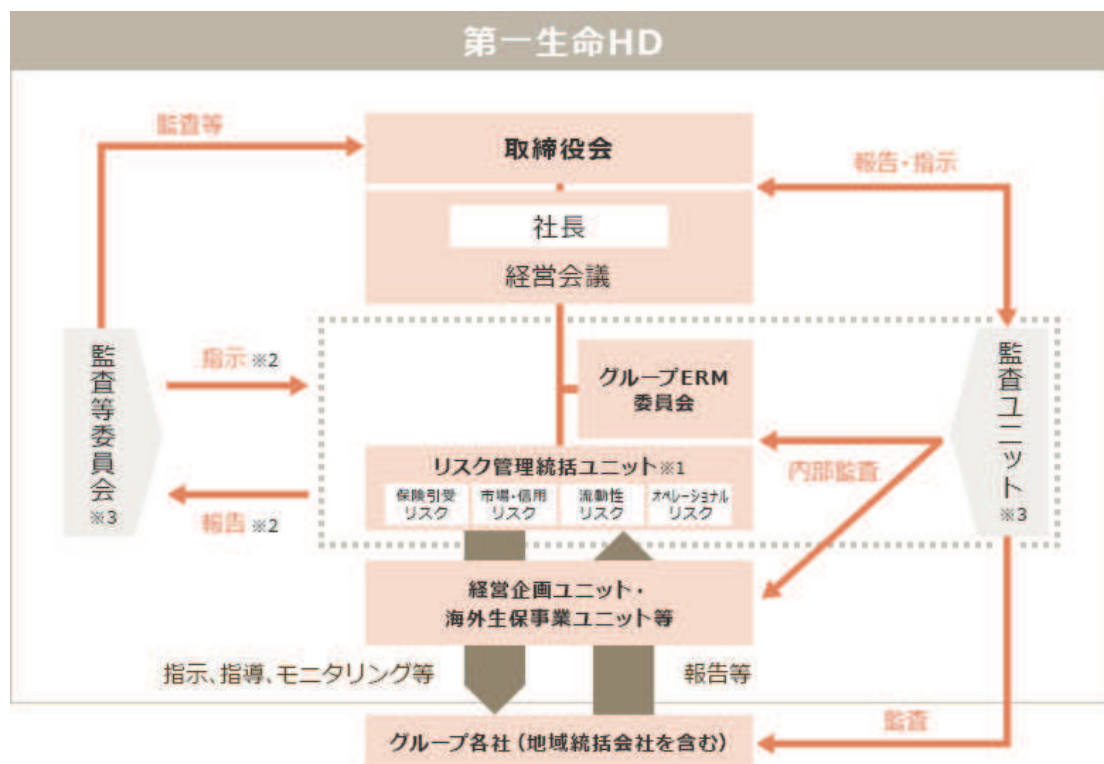 第一生命HD
監査等
取締役会
報告・指示
社長
経営会議
監査等委員会
※3
指示 ※2
グループERM
委員会
監査ユニット
※3
リスク管理統括ユニット※1
内部監査
保険引受
リスク
市場・信用
リスク
流動性
リスク
オペレーショナル
リスク
報告 ※2
経営企画ユニット・
海外生保事業ユニット等
指示、指導、モニタリング等
報告等
監査
グループ各社（地域統括会社を含む）